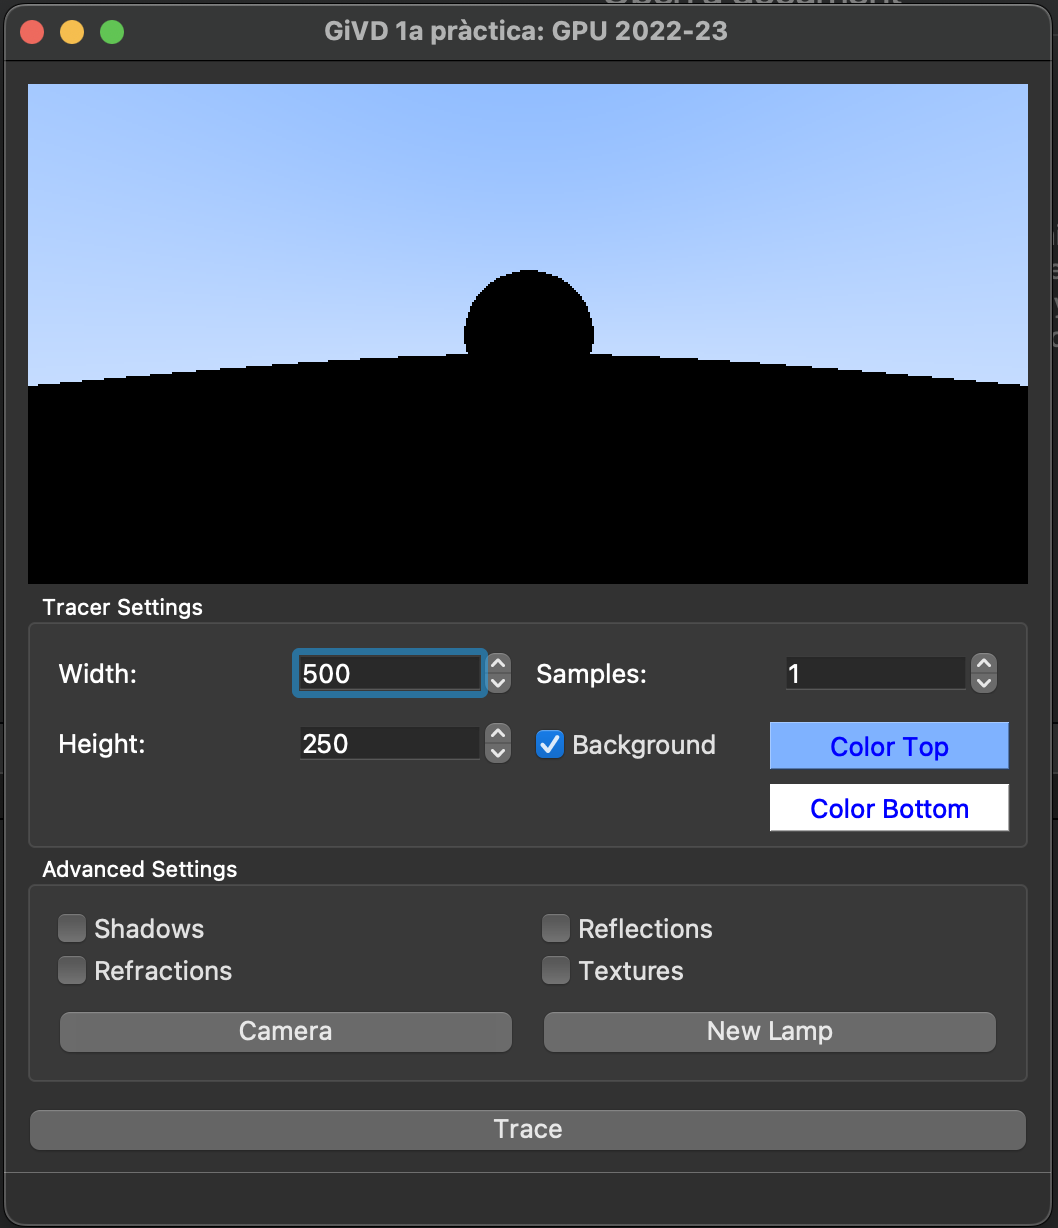 GiVD 1a pràctica: GPU 2022-23
Tracer Settings
Width: 500 Samples: 1
Height: 250 Background Color Top
Color Bottom
Advanced Settings
Shadows Reflections
Refractions Textures
Camera New Lamp
Trace